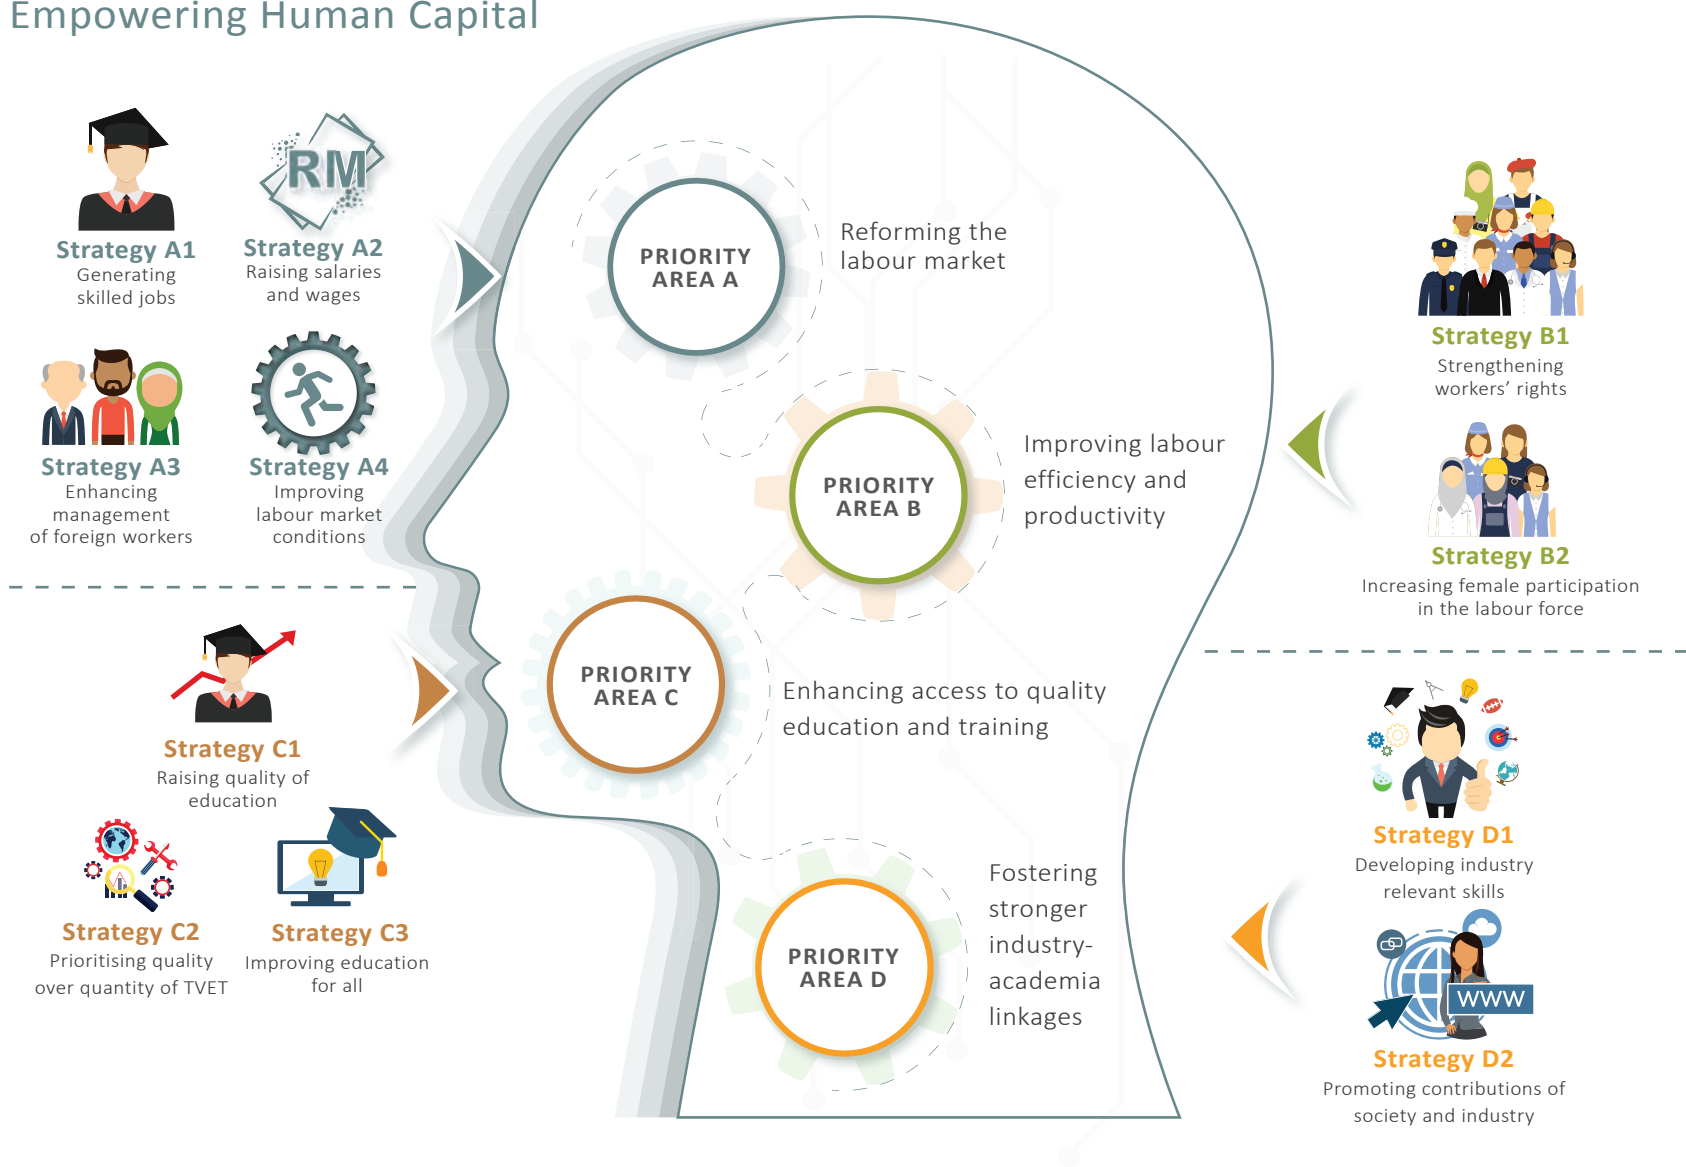 Empowering Human Capital
RM
Strategy A1
Generating
skilled jobs
Strategy A2
Raising salaries
and wages
Strategy A3
Enhancing
management
of foreign workers
Strategy A4
Improving
labour market
conditions
PRIORITY
AREA A
Reforming the
labour market
PRIORITY
AREA B
Improving labour
efficiency and
productivity
Strategy B1
Strengthening
workers’ rights
Strategy B2
Increasing female participation
in the labour force
Strategy C1
Raising quality of
education
Strategy C2
Prioritising quality
over quantity of TVET
Strategy C3
Improving education
for all
PRIORITY
AREA C
Enhancing access to quality
education and training
PRIORITY
AREA D
Fostering
stronger
industry-
academia
linkages
Strategy D1
Developing industry
relevant skills
WWW
Strategy D2
Promoting contributions of
society and industry